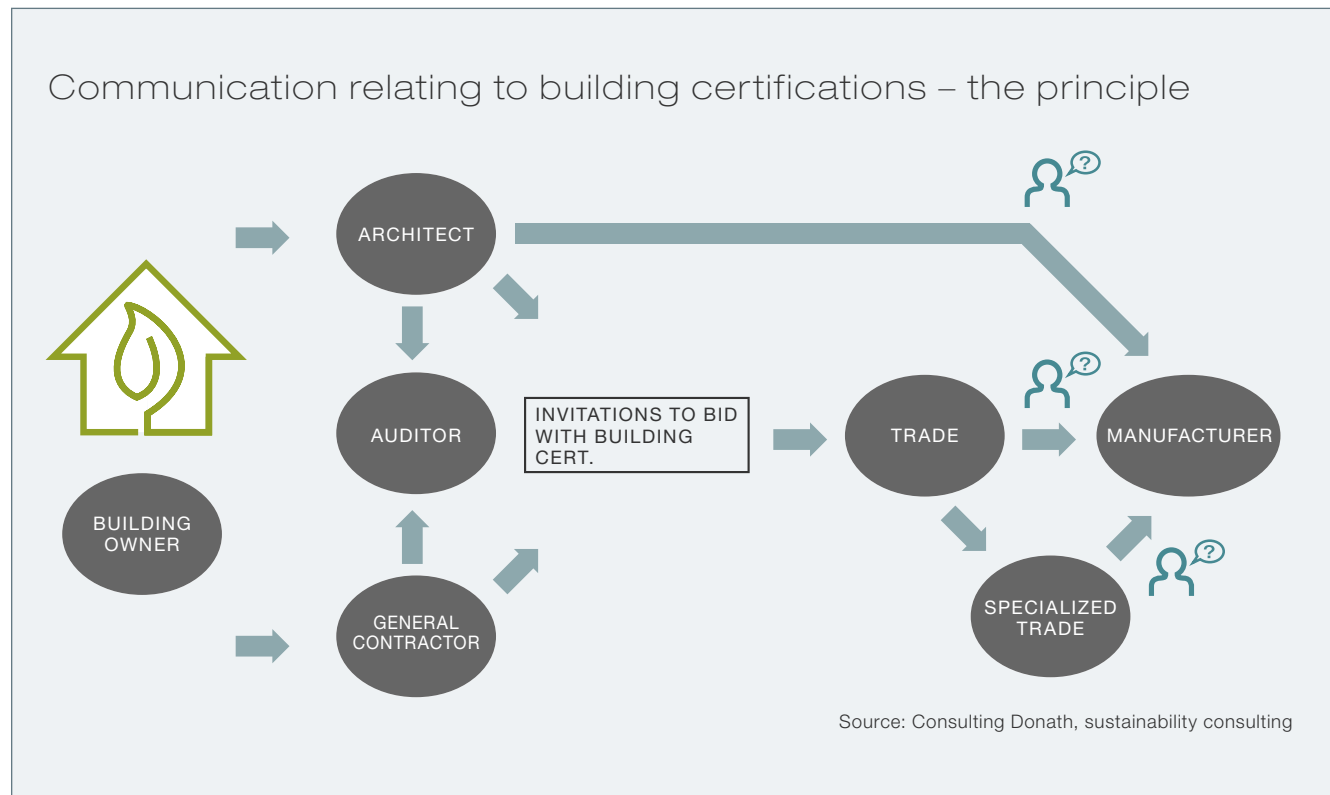 Communication relating to building certifications – the principle
?
ARCHITECT
?
AUDITOR
INVITATIONS TO BID
WITH BUILDING
CERT.
TRADE
MANUFACTURER
BUILDING
OWNER
?
GENERAL
CONTRACTOR
SPECIALIZED
TRADE
Source: Consulting Donath, sustainability consulting